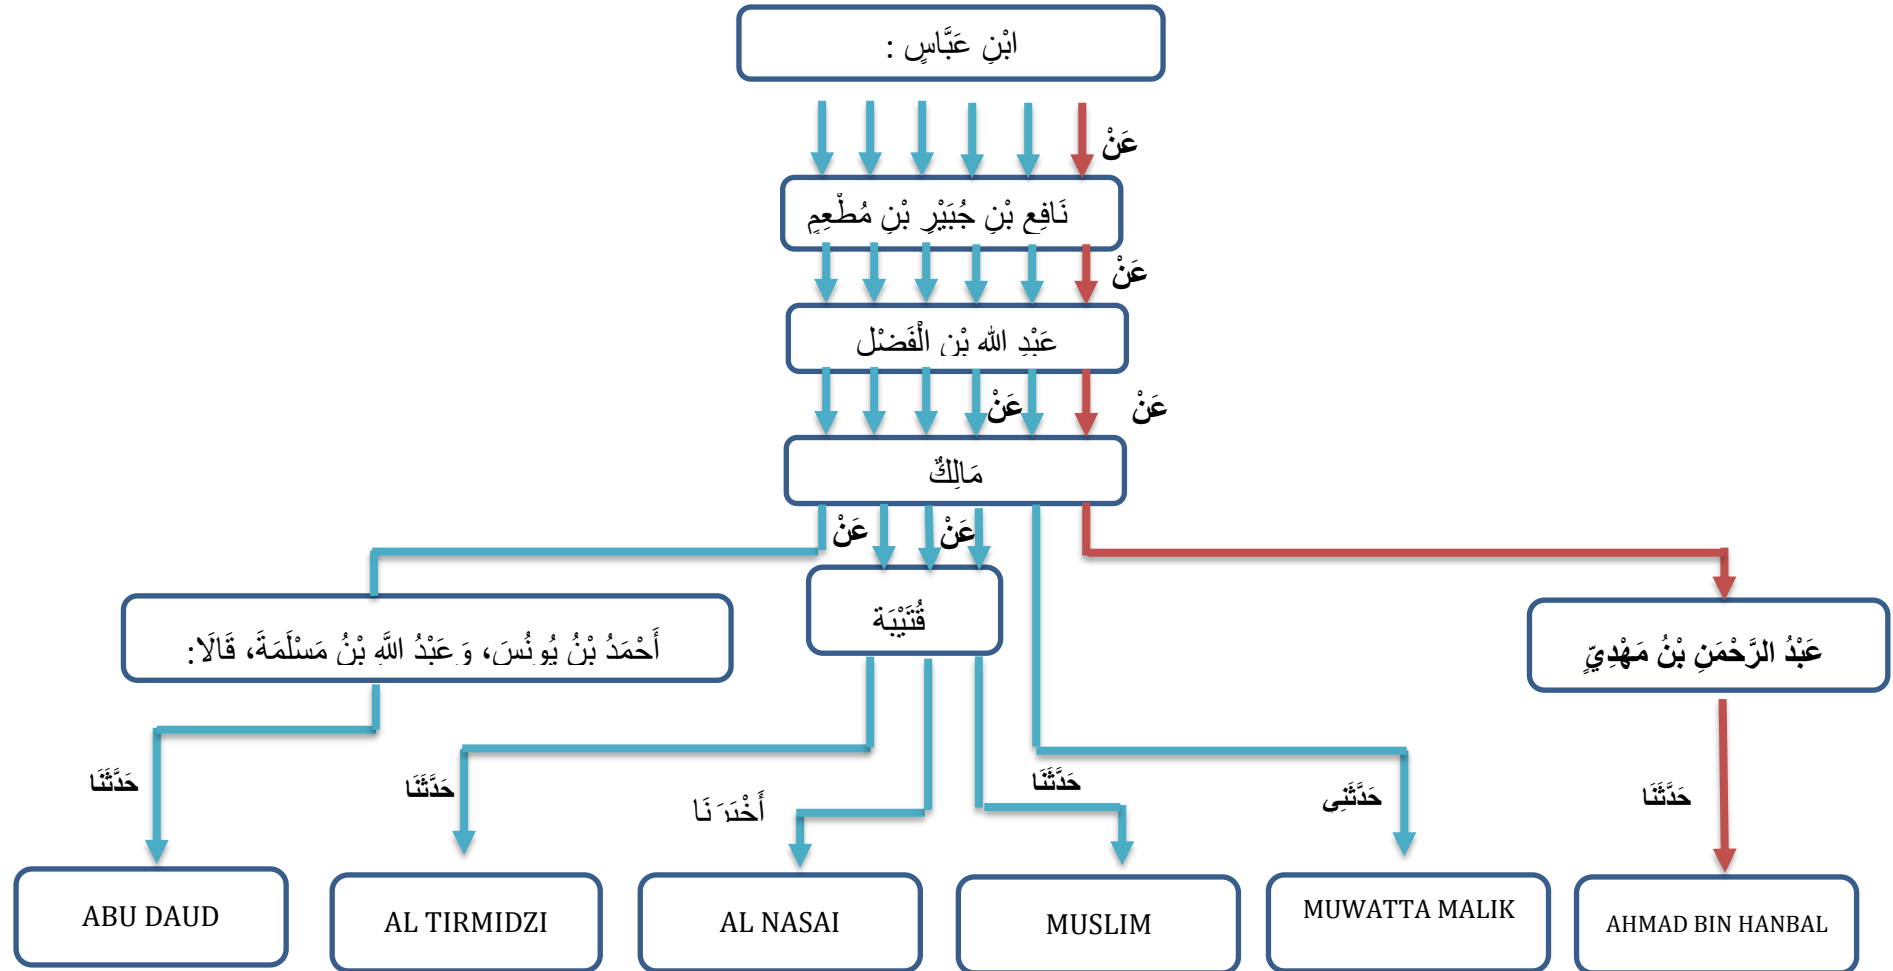 ابْنِ عَبَّاسٍ :
عَنْ
نَافِعِ بْنِ جُبَيْرِ بْنِ مُطْعِمٍ
عَنْ
عَبْدِ الله بْنِ الْفَضْل
عَنْ
عَنْ
مَالِكٌ
عَنْ
عَنْ
قُتَيْبَة
أَحْمَدُ بْنُ يُونُسَ، وَعَبْدُ اللَّهِ بْنُ مَسْلَمَةَ، قَالَا:
عَبْدُ الرَّحْمَنِ بْنُ مَهْدِيٍّ
حَدَّثَنَا
حَدَّثَنَا
أَخْبَرَنَا
حَدَّثَنَا
حَدَّثَنِي
حَدَّثَنَا
ABU DAUD
AL TIRMIDZI
AL NASAI
MUSLIM
MUWATTA MALIK
AHMAD BIN HANBAL